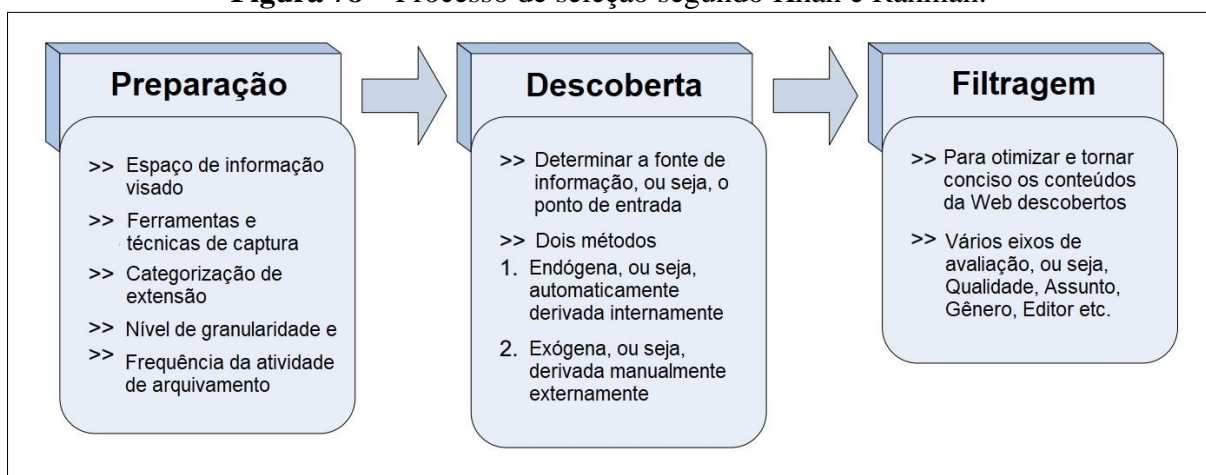 Figura – Processo de seleção segundo Khan e Rahman.
Preparação
>> Espaço de informação
visado
>> Ferramentas e
técnicas de captura
>> Categorização de
extensão
>> Nível de granularidade e
>> Frequência da atividade
de arquivamento
Descoberta
>> Determinar a fonte de
informação, ou seja, o
ponto de entrada
>> Dois métodos
1. Endógena, ou seja,
automaticamente
derivada internamente
2. Exógena, ou seja,
derivada manualmente
externamente
Filtragem
>> Para otimizar e tornar
conciso os conteúdos
da Web descobertos
>> Vários eixos de
avaliação, ou seja,
Qualidade, Assunto,
Gênero, Editor etc.